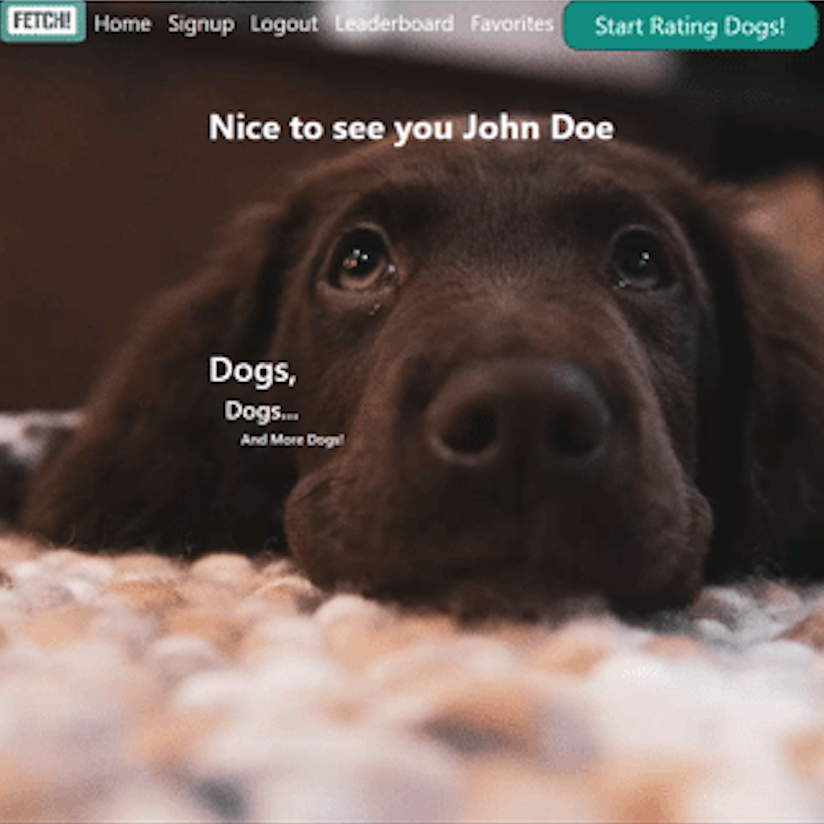 FETCH! Home Signup Logout Leaderboard Favorites Start Rating Dogs!
Nice to see you John Doe
Dogs,
Dogs...
And More Dogs!